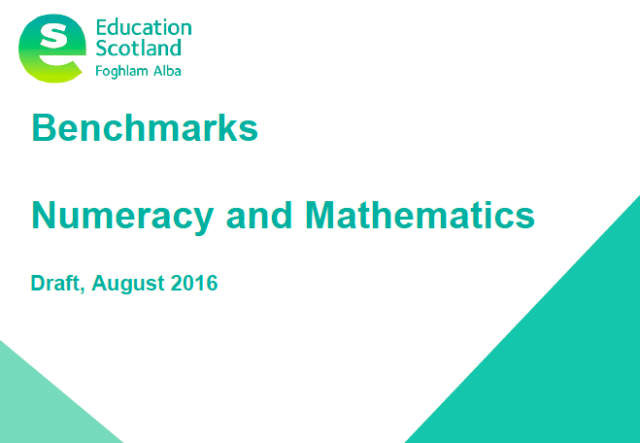 Education
Scotland
Foghlam Alba
Benchmarks
Numeracy and Mathematics
Draft, August 2016